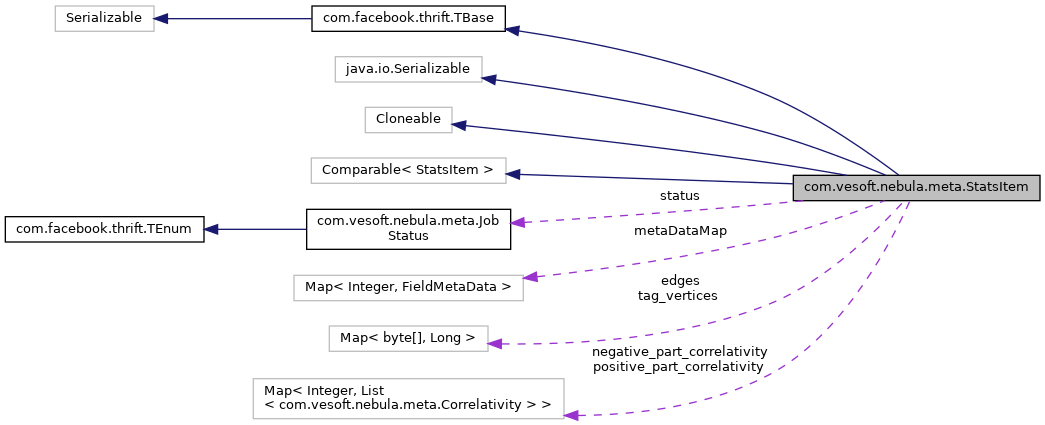 Serializable
com.facebook.thrift.TBase
java.io.Serializable
Cloneable
Comparable< StatsItem >
com.vesoft.nebula.meta.StatsItem
status
com.facebook.thrift.TEnum
com.vesoft.nebula.meta.Job
Status
metaDataMap
Map< Integer, FieldMetaData >
edges
tag_vertices
Map< byte[], Long >
negative_part_correlativity
positive_part_correlativity
Map< Integer, List
< com.vesoft.nebula.meta.Correlativity > >